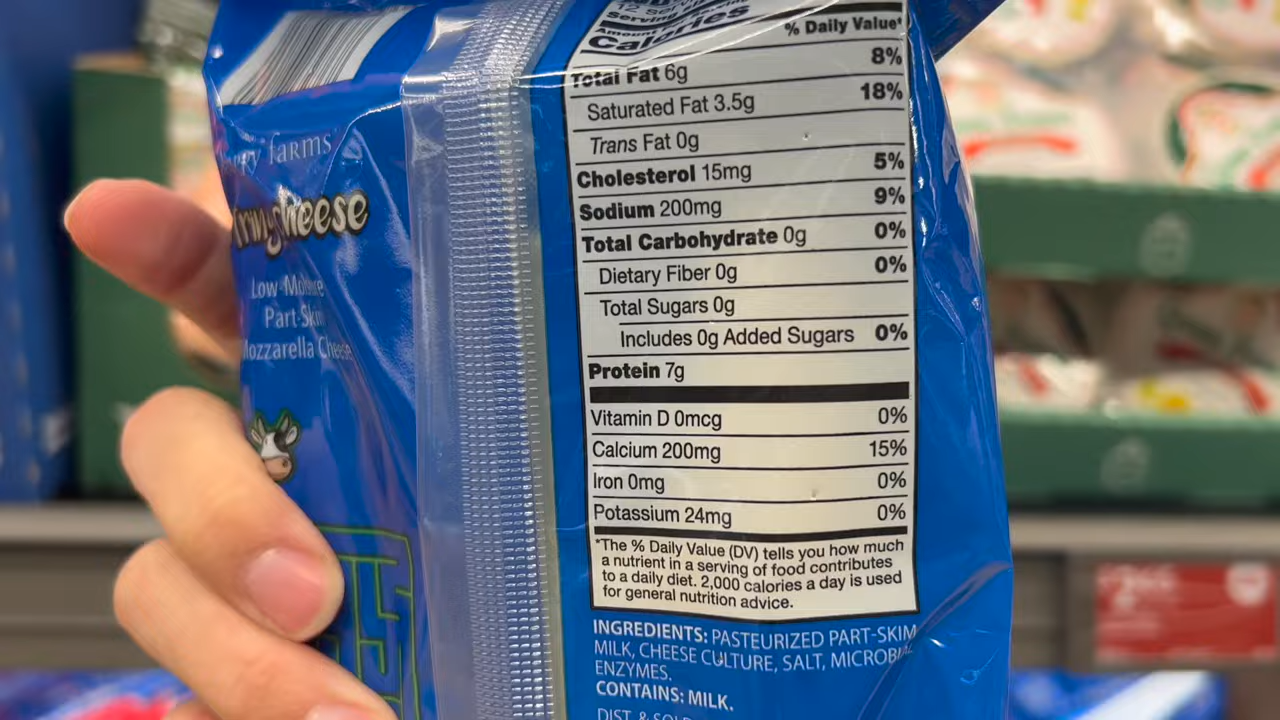 Calories
% Daily Value*
Total Fat 6g 8%
Saturated Fat 3.5g 18%
Trans Fat 0g
Cholesterol 15mg 5%
Sodium 200mg 9%
Total Carbohydrate 0g 0%
Dietary Fiber 0g 0%
Total Sugars 0g
Includes 0g Added Sugars 0%
Protein 7g
Vitamin D 0mcg 0%
Calcium 200mg 15%
Iron 0mg 0%
Potassium 24mg 0%
*The % Daily Value (DV) tells you how much
a nutrient in a serving of food contributes
to a daily diet. 2,000 calories a day is used
for general nutrition advice.
INGREDIENTS: PASTEURIZED PART-SKIM
MILK, CHEESE CULTURE, SALT, MICROBIAL
ENZYMES.
CONTAINS: MILK.
DIST. & SOLD
farms
Cheese
Low-Moisture
Part-Skim
Mozzarella Cheese